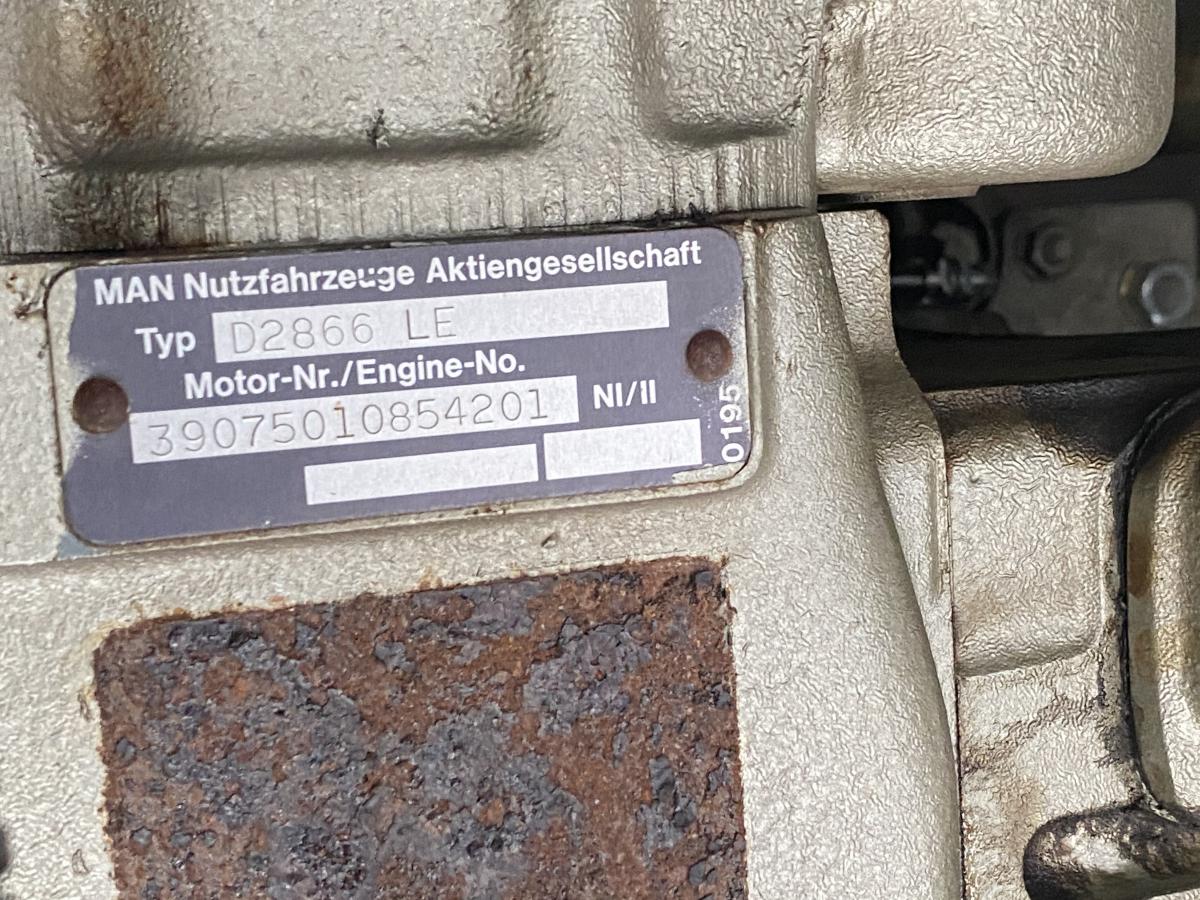 MAN Nutzfahrzeuge Aktiengesellschaft
Typ D2866 LE
Motor-Nr./Engine-No.
39075010854201 NI/II
0195